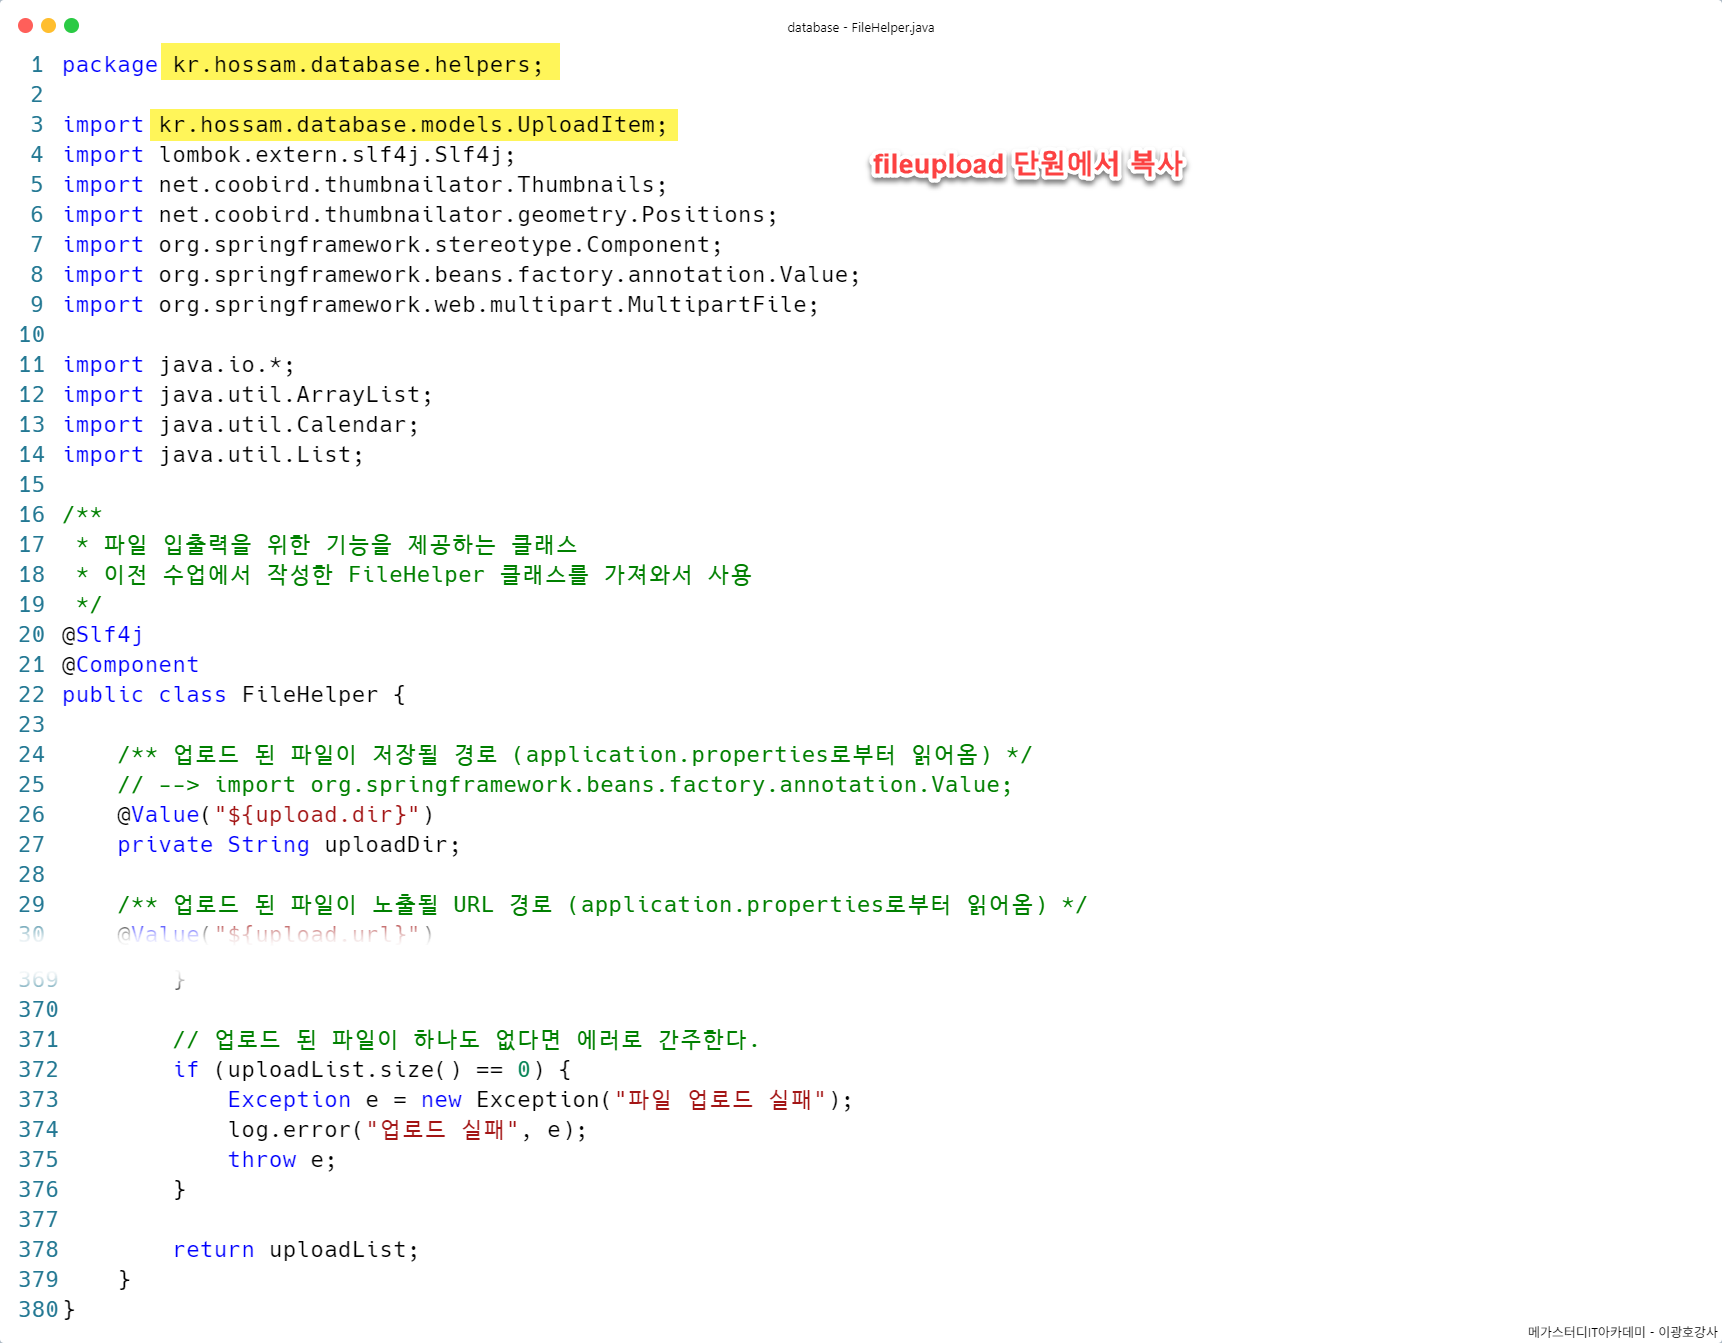 database - FileHelper.java
1 package kr.hossam.database.helpers;
2
3 import kr.hossam.database.models.UploadItem;
4 import lombok.extern.slf4j.Slf4j;
fileupload 단원에서 복사
5 import net.coobird.thumbnailator.Thumbnails;
6 import net.coobird.thumbnailator.geometry.Positions;
7 import org.springframework.stereotype.Component;
8 import org.springframework.beans.factory.annotation.Value;
9 import org.springframework.web.multipart.MultipartFile;
10
11 import java.io.*;
12 import java.util.ArrayList;
13 import java.util.Calendar;
14 import java.util.List;
15
16 /**
17  * 파일 입출력을 위한 기능을 제공하는 클래스
18  * 이전 수업에서 작성한 FileHelper 클래스를 가져와서 사용
19  */
20 @Slf4j
21 @Component
22 public class FileHelper {
23
24     /** 업로드 된 파일이 저장될 경로 (application.properties로부터 읽어옴) */
25     // --> import org.springframework.beans.factory.annotation.Value;
26     @Value("${upload.dir}")
27     private String uploadDir;
28
29     /** 업로드 된 파일이 노출될 URL 경로 (application.properties로부터 읽어옴) */
30     @Value("${upload.url}")
369         }
370
371         // 업로드 된 파일이 하나도 없다면 에러로 간주한다.
372         if (uploadList.size() == 0) {
373             Exception e = new Exception("파일 업로드 실패");
374             log.error("업로드 실패", e);
375             throw e;
376         }
377
378         return uploadList;
379     }
380 }
메가스터디IT아카데미 - 이광호강사